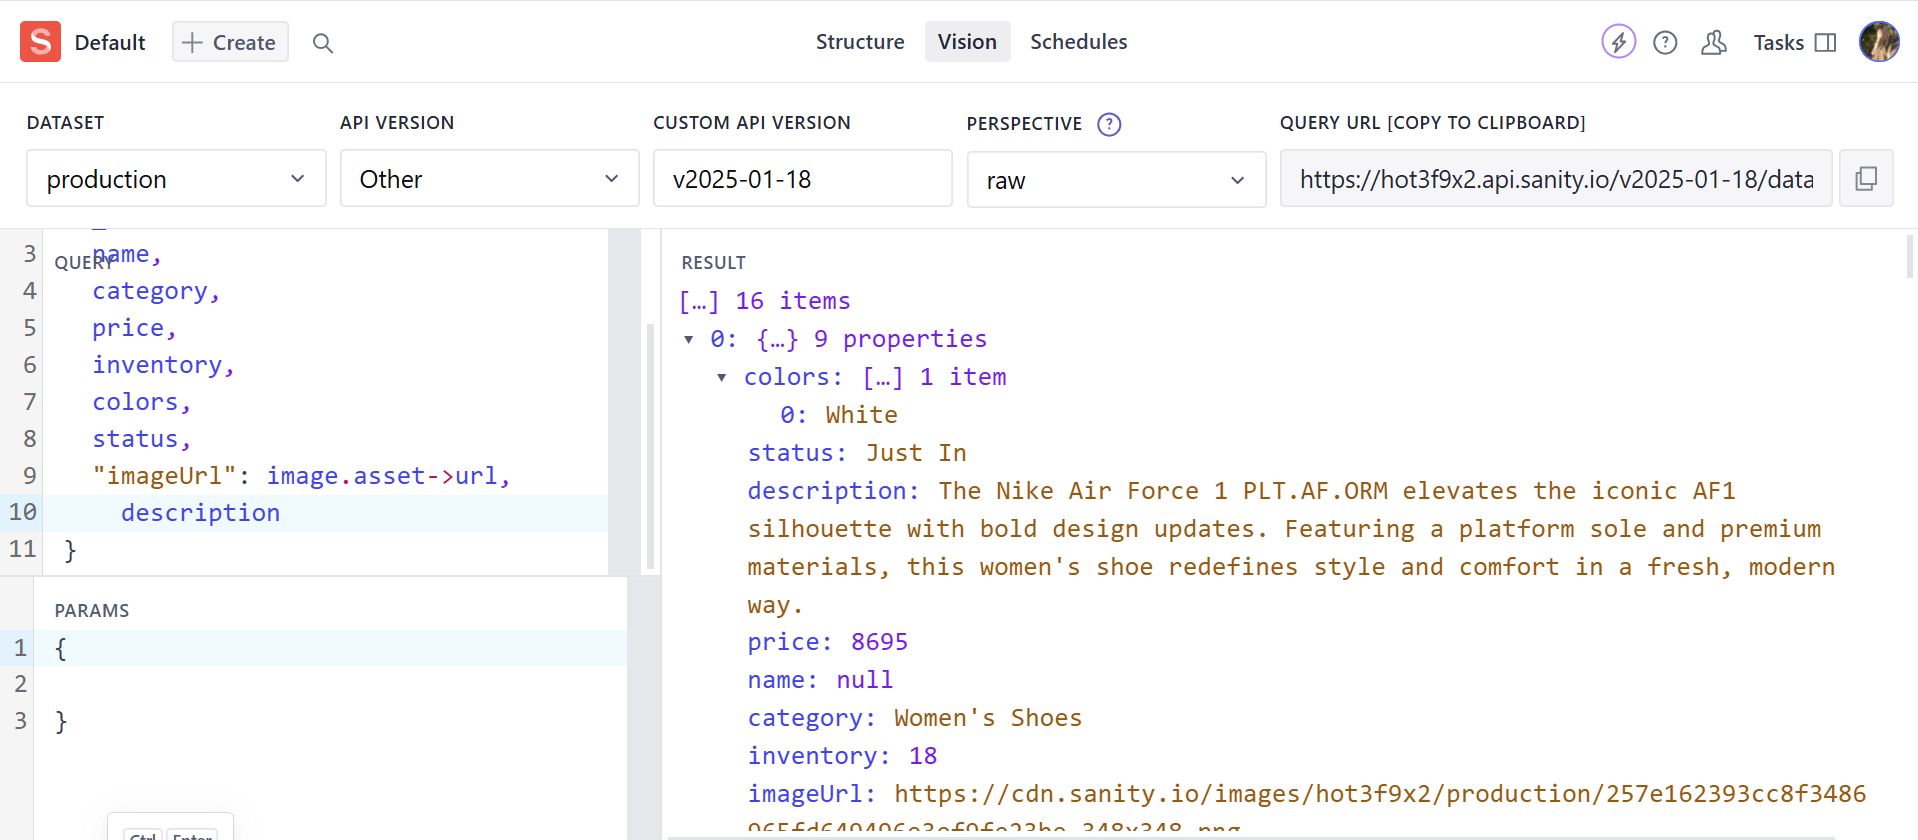 S Default + Create Structure Vision Schedules Tasks
DATASET API VERSION CUSTOM API VERSION PERSPECTIVE ? QUERY URL [COPY TO CLIPBOARD]
production Other v2025-01-18 raw https://hot3f9x2.api.sanity.io/v2025-01-18/data
QUERY
3 name,
4 category,
5 price,
6 inventory,
7 colors,
8 status,
9 "imageUrl": image.asset->url,
10 description
11 }
PARAMS
1 {
2
3 }
Ctrl Enter
RESULT
[…] 16 items
▼ 0: {…} 9 properties
▼ colors: […] 1 item
0: White
status: Just In
description: The Nike Air Force 1 PLT.AF.ORM elevates the iconic AF1
silhouette with bold design updates. Featuring a platform sole and premium
materials, this women's shoe redefines style and comfort in a fresh, modern
way.
price: 8695
name: null
category: Women's Shoes
inventory: 18
imageUrl: https://cdn.sanity.io/images/hot3f9x2/production/257e162393cc8f3486